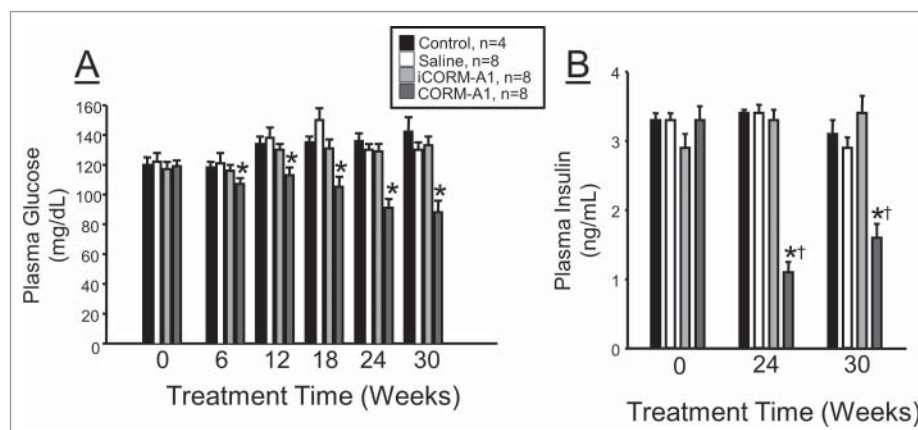 Control, n=4
Saline, n=8
iCORM-A1, n=8
CORM-A1, n=8
A
Plasma Glucose
(mg/dL)
160
140
120
100
80
60
40
20
0
*
*
*
*
*
0 6 12 18 24 30
Treatment Time (Weeks)
B
Plasma Insulin
(ng/mL)
4
3
2
1
0
*†
*†
0 24 30
Treatment Time (Weeks)